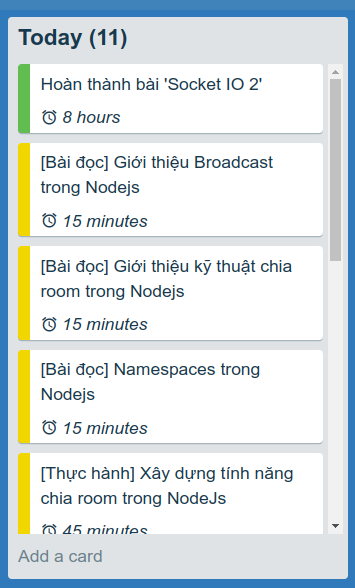 Today (11)
Hoàn thành bài 'Socket IO 2'
8 hours
[Bài đọc] Giới thiệu Broadcast
trong Nodejs
15 minutes
[Bài đọc] Giới thiệu kỹ thuật chia
room trong Nodejs
15 minutes
[Bài đọc] Namespaces trong
Nodejs
15 minutes
[Thực hành] Xây dựng tính năng
chia room trong NodeJs
45 minutes
Add a card